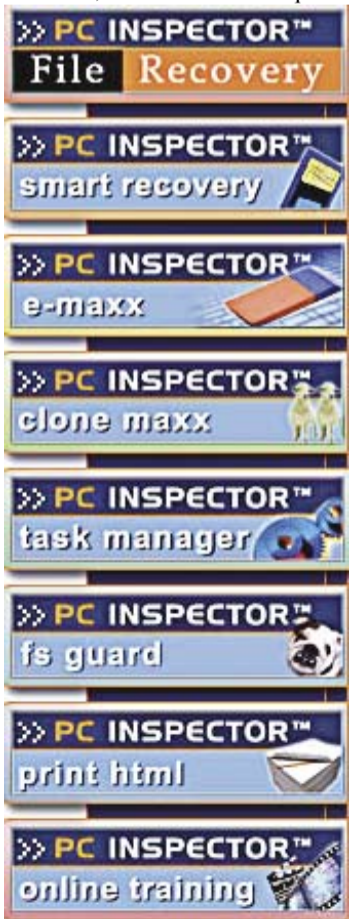 >> PC INSPECTOR™
File Recovery
>> PC INSPECTOR™
smart recovery
>> PC INSPECTOR™
e-maxx
>> PC INSPECTOR™
clone maxx
>> PC INSPECTOR™
task manager
>> PC INSPECTOR™
fs guard
>> PC INSPECTOR™
print html
>> PC INSPECTOR™
online training